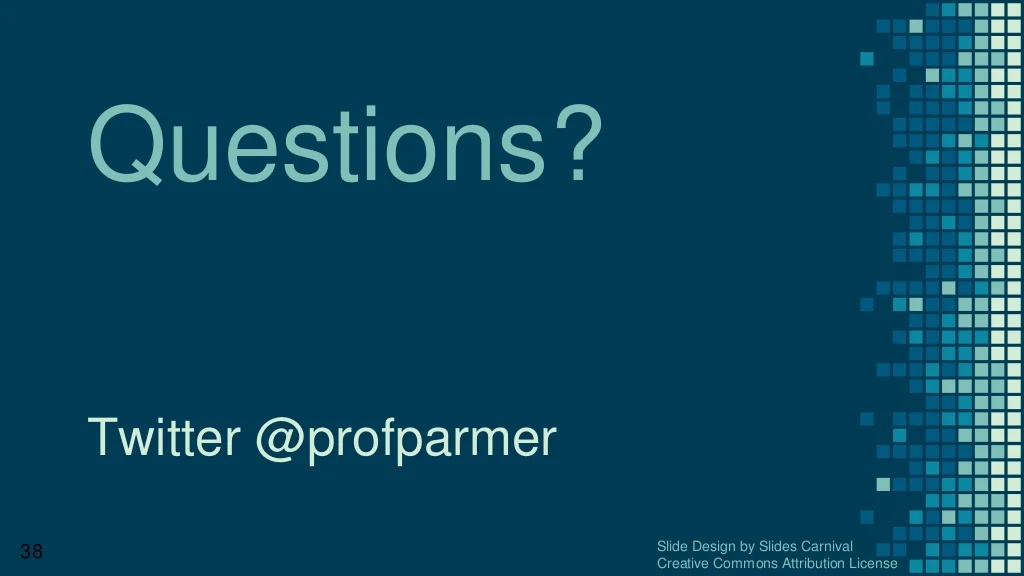 Questions?
Twitter @profparmer
38
Slide Design by Slides Carnival
Creative Commons Attribution License